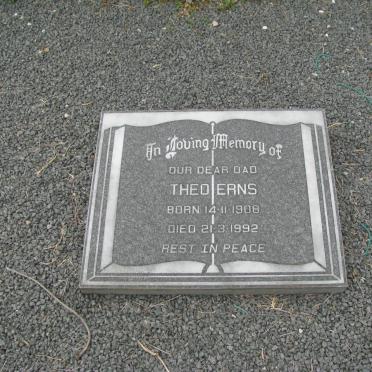 In Loving Memory of
OUR DEAR DAD
THEO ERNS
BORN 14·11·1908
DIED 21·3·1992
REST IN PEACE